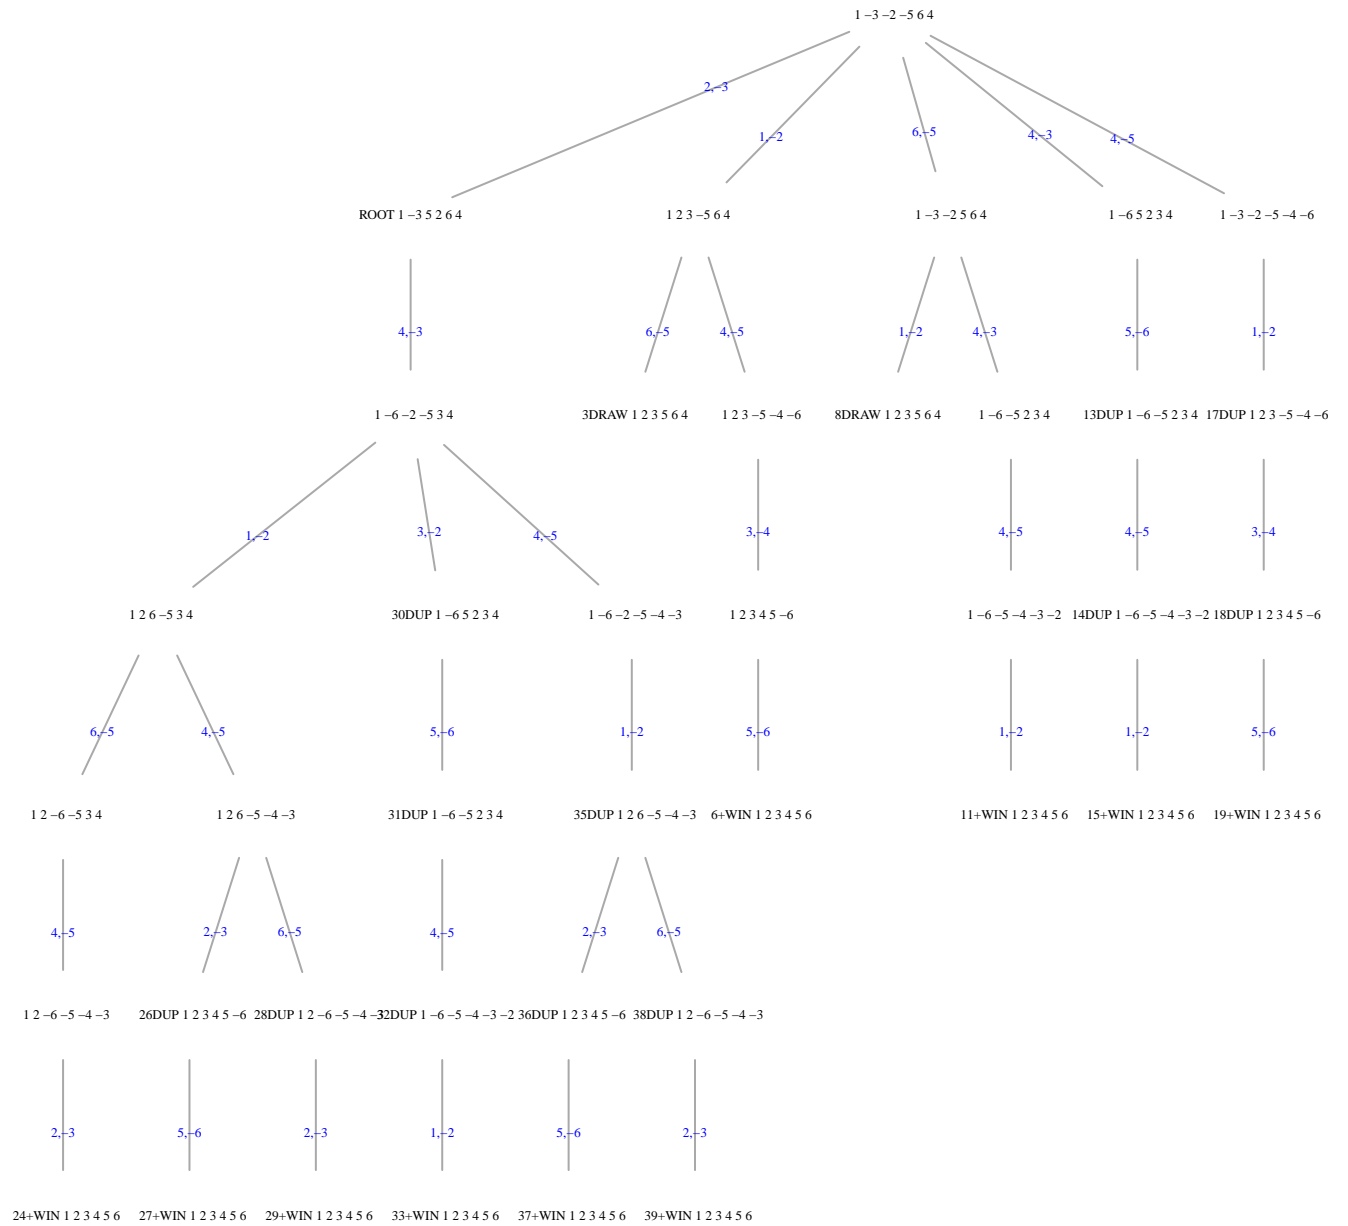 1 −3 −2 −5 6 4
2,−3
1,−2
6,−5
4,−3
4,−5
ROOT 1 −3 5 2 6 4
1 2 3 −5 6 4
1 −3 −2 5 6 4
1 −6 5 2 3 4
1 −3 −2 −5 −4 −6
4,−3
6,−5
4,−5
1,−2
4,−3
5,−6
1,−2
1 −6 −2 −5 3 4
3DRAW 1 2 3 5 6 4
1 2 3 −5 −4 −6
8DRAW 1 2 3 5 6 4
1 −6 −5 2 3 4
13DUP 1 −6 −5 2 3 4
17DUP 1 2 3 −5 −4 −6
1,−2
3,−2
4,−5
3,−4
4,−5
4,−5
3,−4
1 2 6 −5 3 4
30DUP 1 −6 5 2 3 4
1 −6 −2 −5 −4 −3
1 2 3 4 5 −6
1 −6 −5 −4 −3 −2
14DUP 1 −6 −5 −4 −3 −2
18DUP 1 2 3 4 5 −6
6,−5
4,−5
5,−6
1,−2
5,−6
1,−2
1,−2
5,−6
1 2 −6 −5 3 4
1 2 6 −5 −4 −3
31DUP 1 −6 −5 2 3 4
35DUP 1 2 6 −5 −4 −3
6+WIN 1 2 3 4 5 6
11+WIN 1 2 3 4 5 6
15+WIN 1 2 3 4 5 6
19+WIN 1 2 3 4 5 6
4,−5
2,−3
6,−5
4,−5
2,−3
6,−5
1 2 −6 −5 −4 −3
26DUP 1 2 3 4 5 −6
28DUP 1 2 −6 −5 −4 −3
32DUP 1 −6 −5 −4 −3 −2
36DUP 1 2 3 4 5 −6
38DUP 1 2 −6 −5 −4 −3
2,−3
5,−6
2,−3
1,−2
5,−6
2,−3
24+WIN 1 2 3 4 5 6
27+WIN 1 2 3 4 5 6
29+WIN 1 2 3 4 5 6
33+WIN 1 2 3 4 5 6
37+WIN 1 2 3 4 5 6
39+WIN 1 2 3 4 5 6